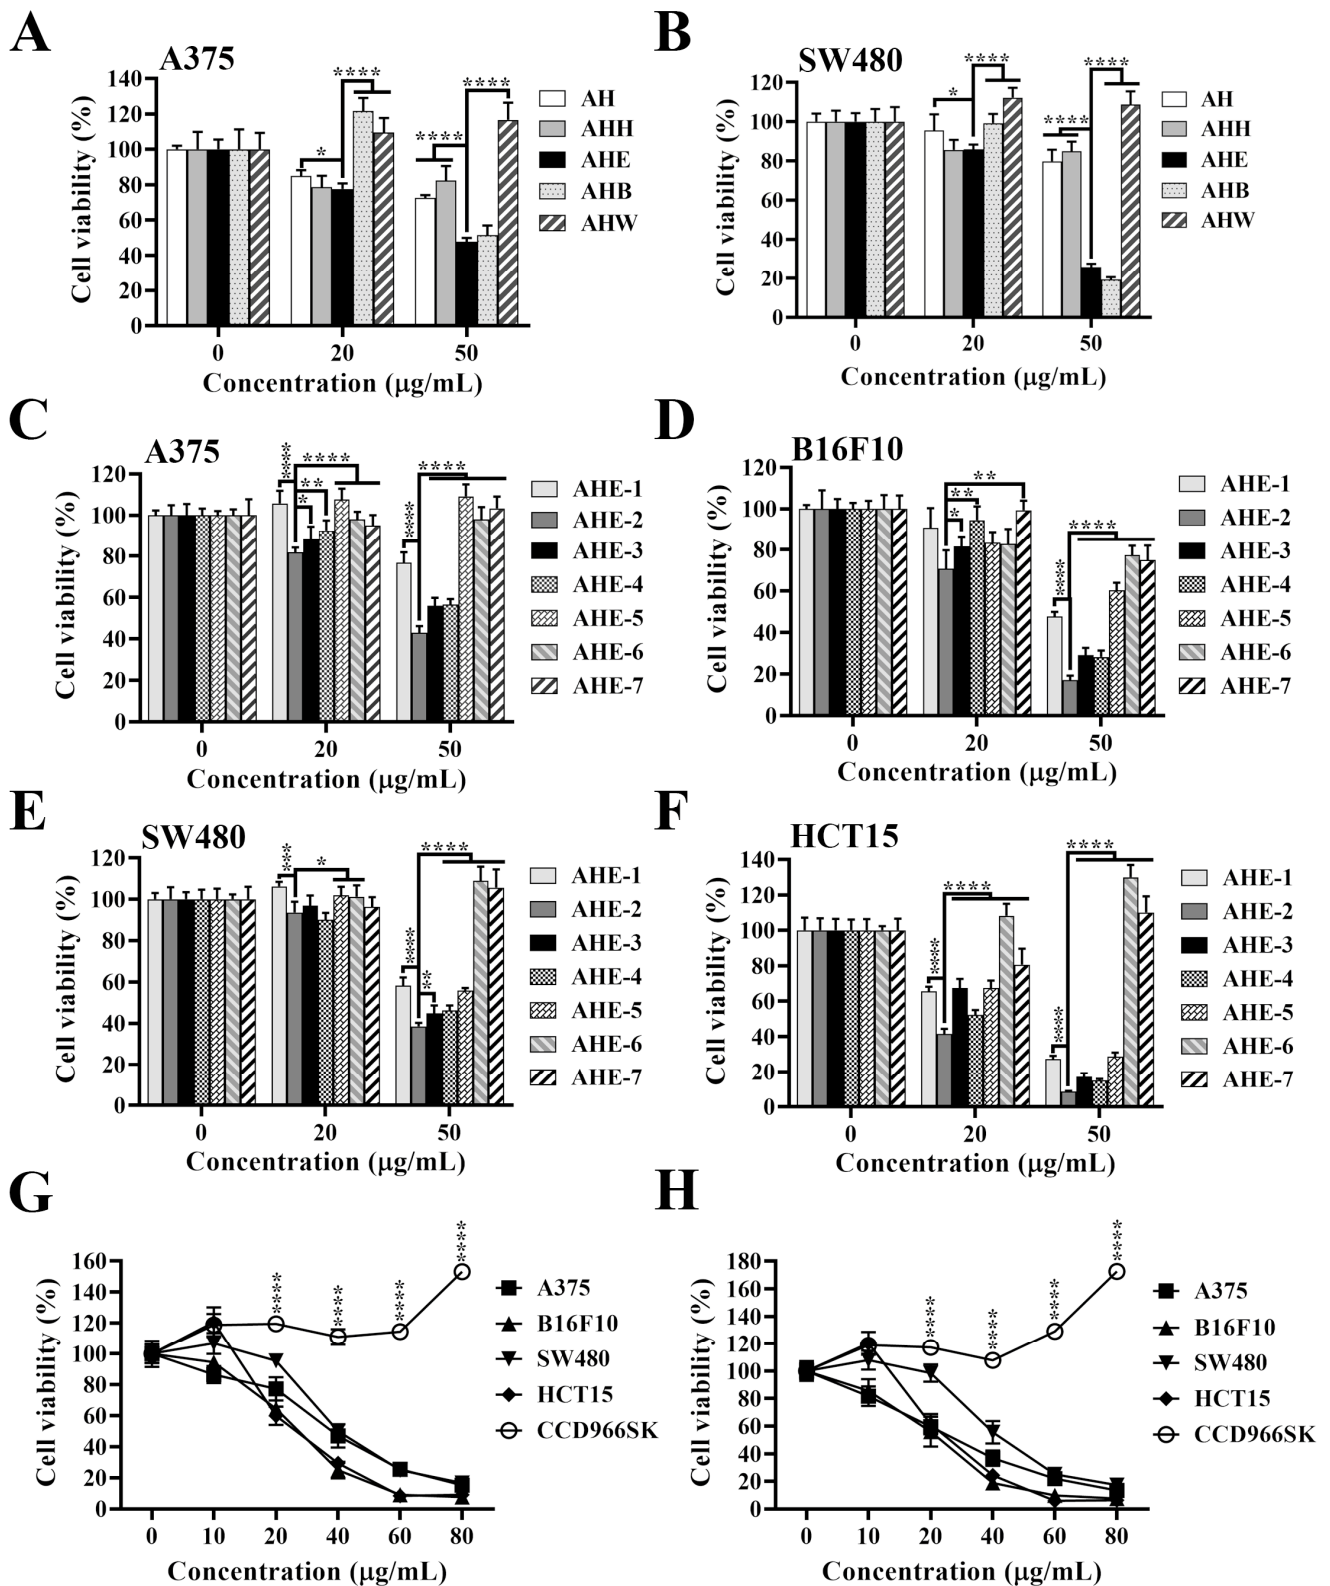 A
A375
Cell viability (%)
140
120
100
80
60
40
20
0
*
****
****
****
0 20 50
Concentration (μg/mL)
AH
AHH
AHE
AHB
AHW
B
SW480
Cell viability (%)
120
100
80
60
40
20
0
*
****
****
****
0 20 50
Concentration (μg/mL)
AH
AHH
AHE
AHB
AHW
C
A375
Cell viability (%)
120
100
80
60
40
20
0
****
****
**
*
****
****
0 20 50
Concentration (μg/mL)
AHE-1
AHE-2
AHE-3
AHE-4
AHE-5
AHE-6
AHE-7
D
B16F10
Cell viability (%)
120
100
80
60
40
20
0
**
**
*
****
****
0 20 50
Concentration (μg/mL)
AHE-1
AHE-2
AHE-3
AHE-4
AHE-5
AHE-6
AHE-7
E
SW480
Cell viability (%)
120
100
80
60
40
20
0
***
*
****
****
**
0 20 50
Concentration (μg/mL)
AHE-1
AHE-2
AHE-3
AHE-4
AHE-5
AHE-6
AHE-7
F
HCT15
Cell viability (%)
140
120
100
80
60
40
20
0
****
****
****
****
0 20 50
Concentration (μg/mL)
AHE-1
AHE-2
AHE-3
AHE-4
AHE-5
AHE-6
AHE-7
G
Cell viability (%)
160
140
120
100
80
60
40
20
0
****
****
****
****
0 10 20 40 60 80
Concentration (μg/mL)
A375
B16F10
SW480
HCT15
CCD966SK
H
Cell viability (%)
180
160
140
120
100
80
60
40
20
0
****
****
****
****
0 10 20 40 60 80
Concentration (μg/mL)
A375
B16F10
SW480
HCT15
CCD966SK